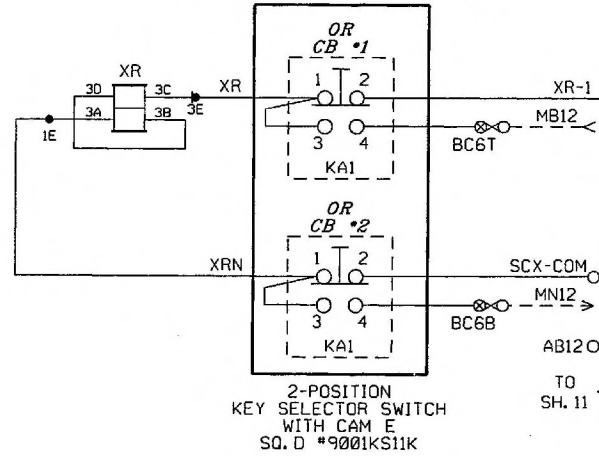 OR
CB *1
XR
3D
3C
3A
3B
3E
XR
1
2
XR-1
MB12
1E
3
4
BC6T
KA1
OR
CB *2
XRN
1
2
SCX-COM
MN12
3
4
BC6B
KA1
AB12
TO
SH. 11
2-POSITION
KEY SELECTOR SWITCH
WITH CAM E
SQ. D #9001KS11K